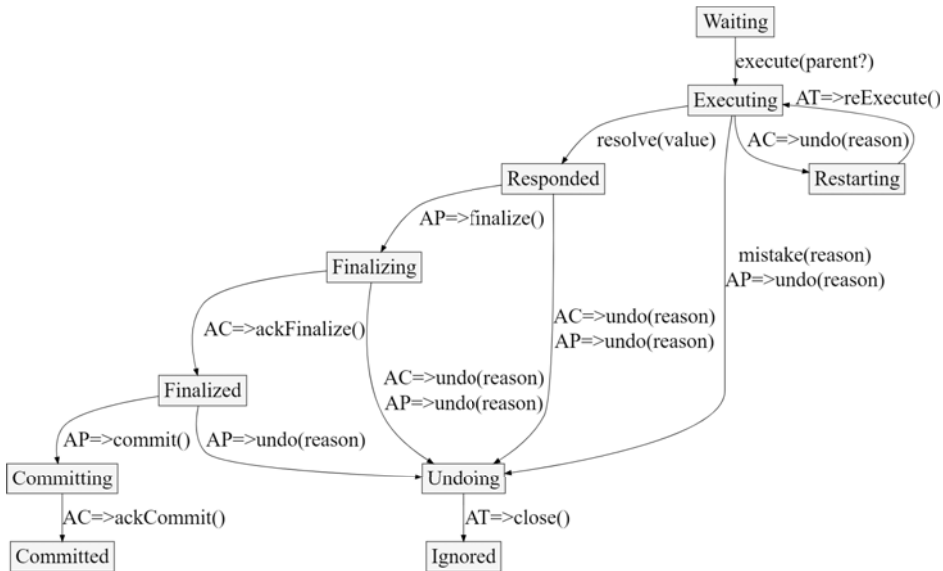 Waiting
execute(parent?)
Executing
AT=>reExecute()
resolve(value)
AC=>undo(reason)
Responded
Restarting
AP=>finalize()
mistake(reason)
AP=>undo(reason)
Finalizing
AC=>ackFinalize()
AC=>undo(reason)
AP=>undo(reason)
AC=>undo(reason)
AP=>undo(reason)
Finalized
AP=>commit()
AP=>undo(reason)
Committing
Undoing
AC=>ackCommit()
AT=>close()
Committed
Ignored